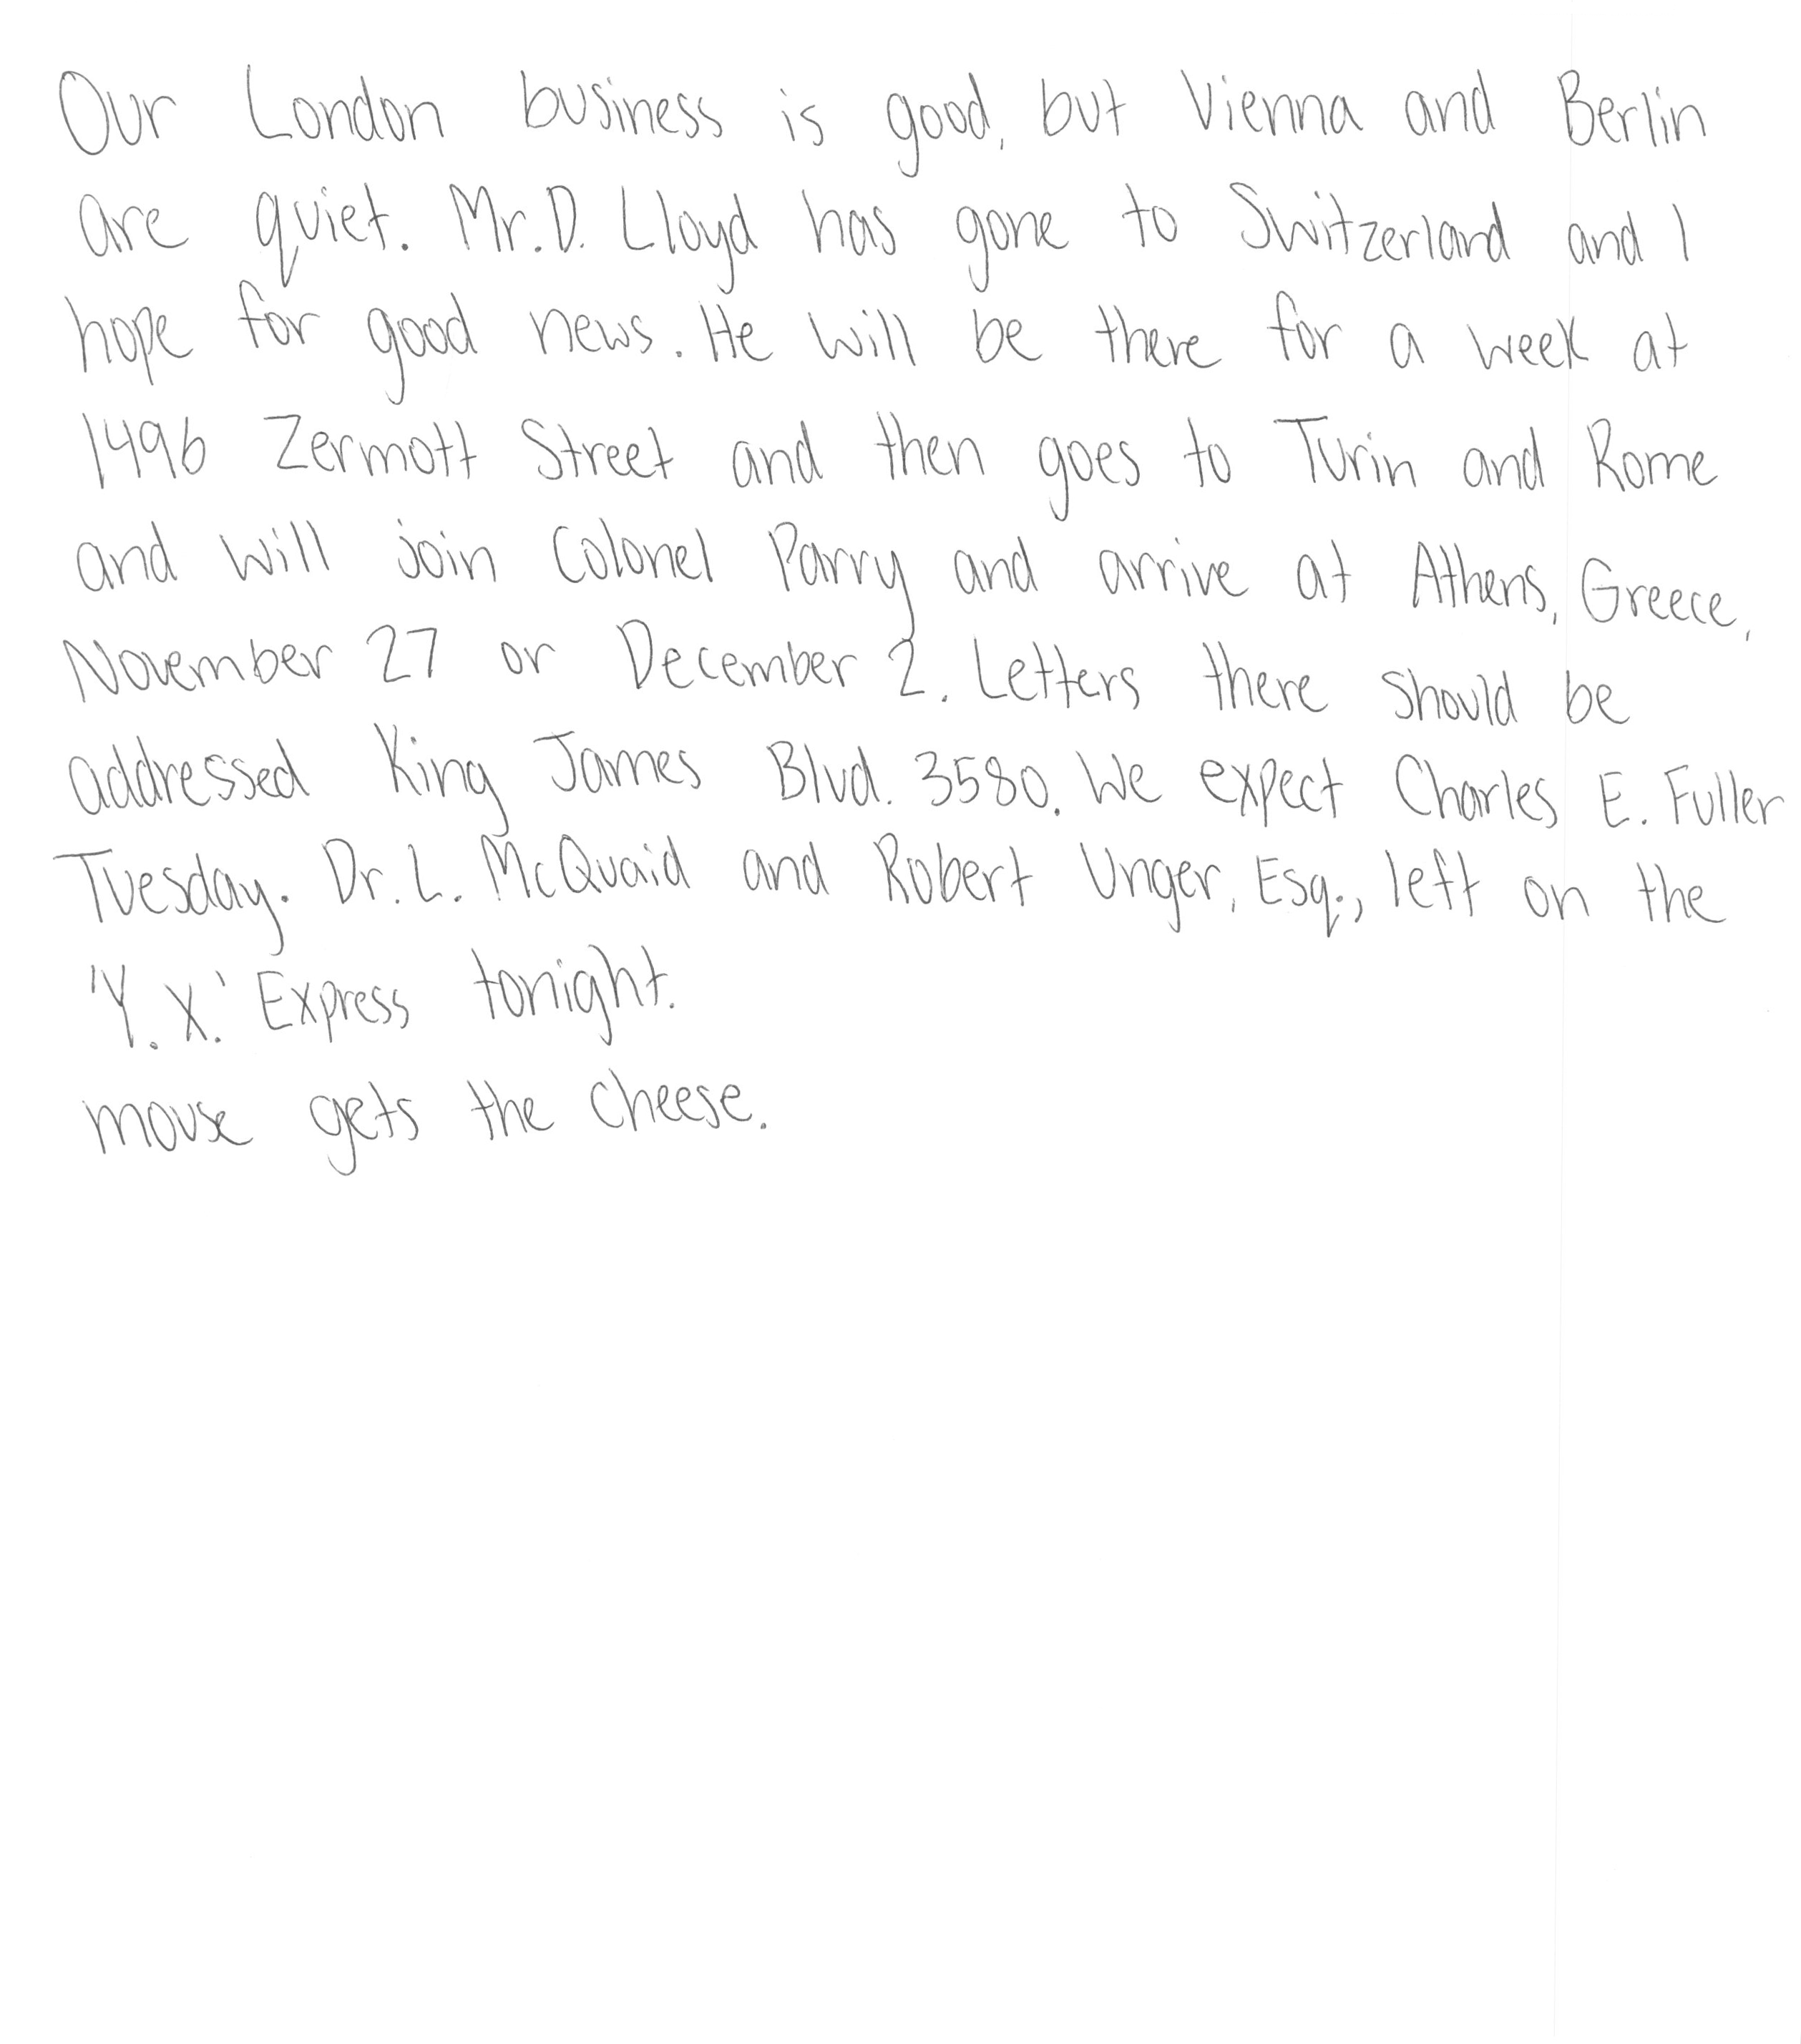 Our London business is good, but Vienna and Berlin
are quiet. Mr. D. Lloyd has gone to Switzerland and I
hope for good news. He will be there for a week at
1496 Zermott Street and then goes to Turin and Rome
and will join Colonel Parry and arrive at Athens, Greece,
November 27 or December 2. Letters there should be
addressed King James Blvd. 3580. We expect Charles E. Fuller
Tuesday. Dr. L. McQuaid and Robert Unger, Esq., left on the
'Y.X.' Express tonight.
mouse gets the cheese.